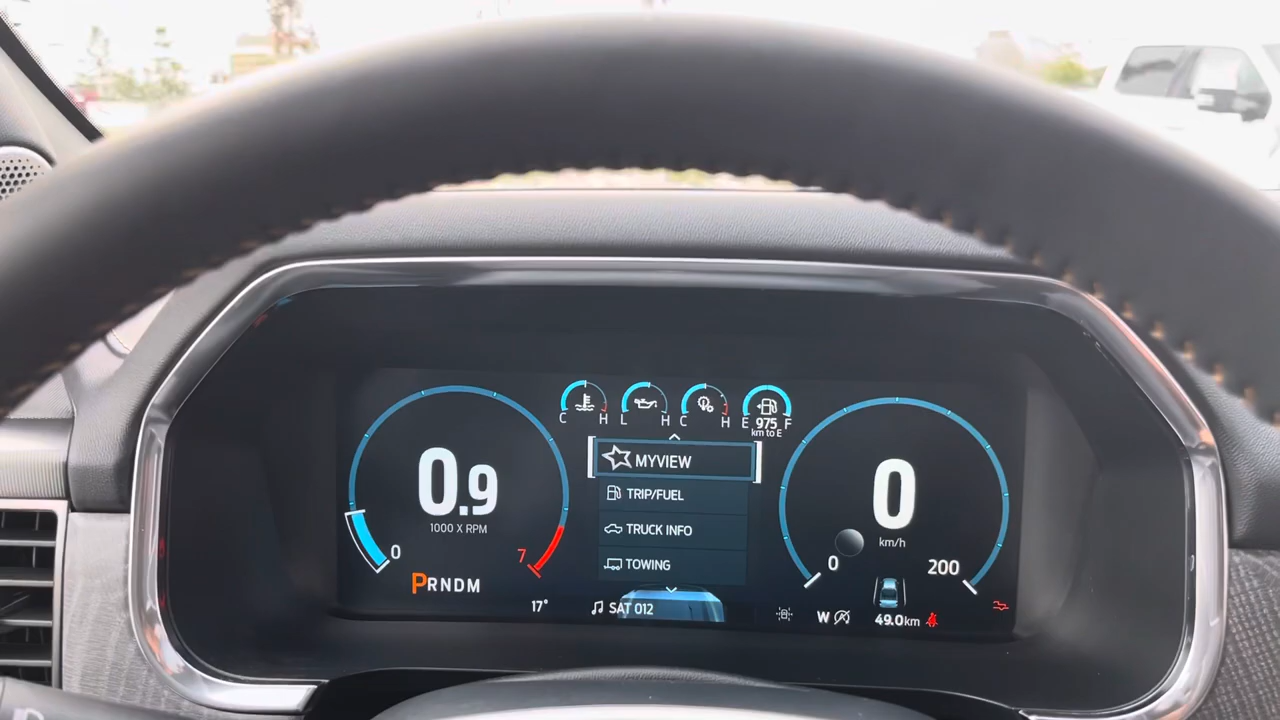 C H
L H
C H
E 975 F
km to E
MYVIEW
TRIP/FUEL
TRUCK INFO
TOWING
0.9
1000 X RPM
0
7
PRNDM
17°
SAT 012
0
km/h
0
200
W
49.0km